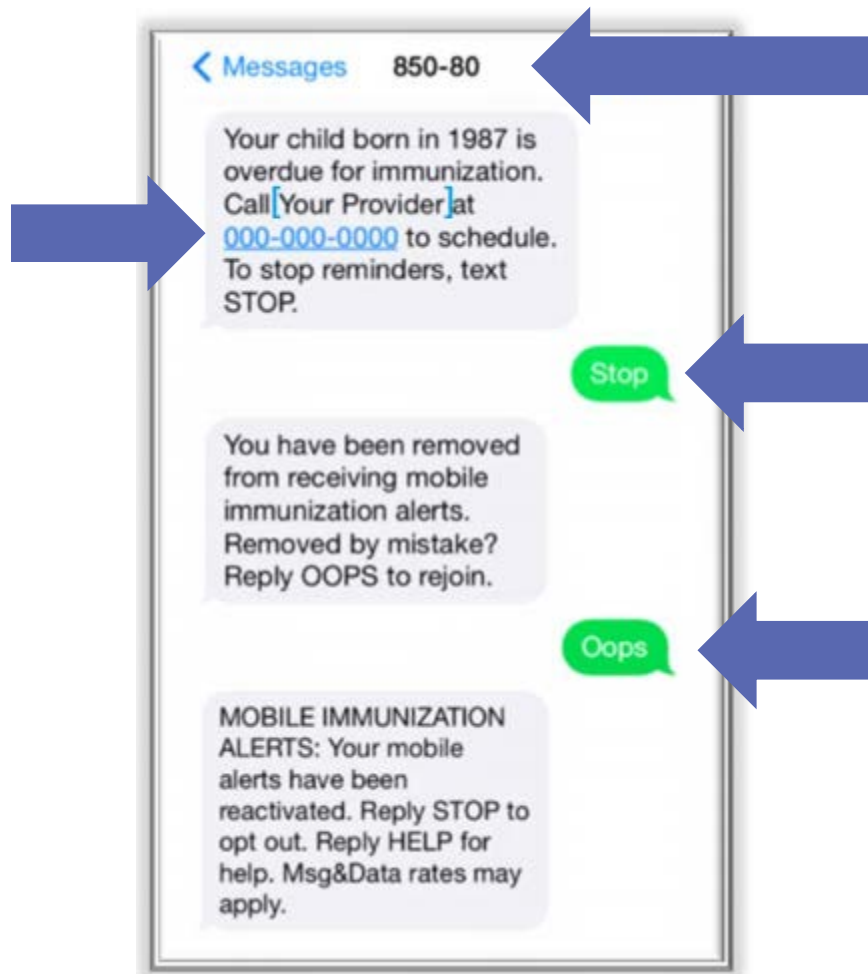 Messages 850-80
Your child born in 1987 is
overdue for immunization.
Call [Your Provider] at
000-000-0000 to schedule.
To stop reminders, text
STOP.
Stop
You have been removed
from receiving mobile
immunization alerts.
Removed by mistake?
Reply OOPS to rejoin.
Oops
MOBILE IMMUNIZATION
ALERTS: Your mobile
alerts have been
reactivated. Reply STOP to
opt out. Reply HELP for
help. Msg&Data rates may
apply.